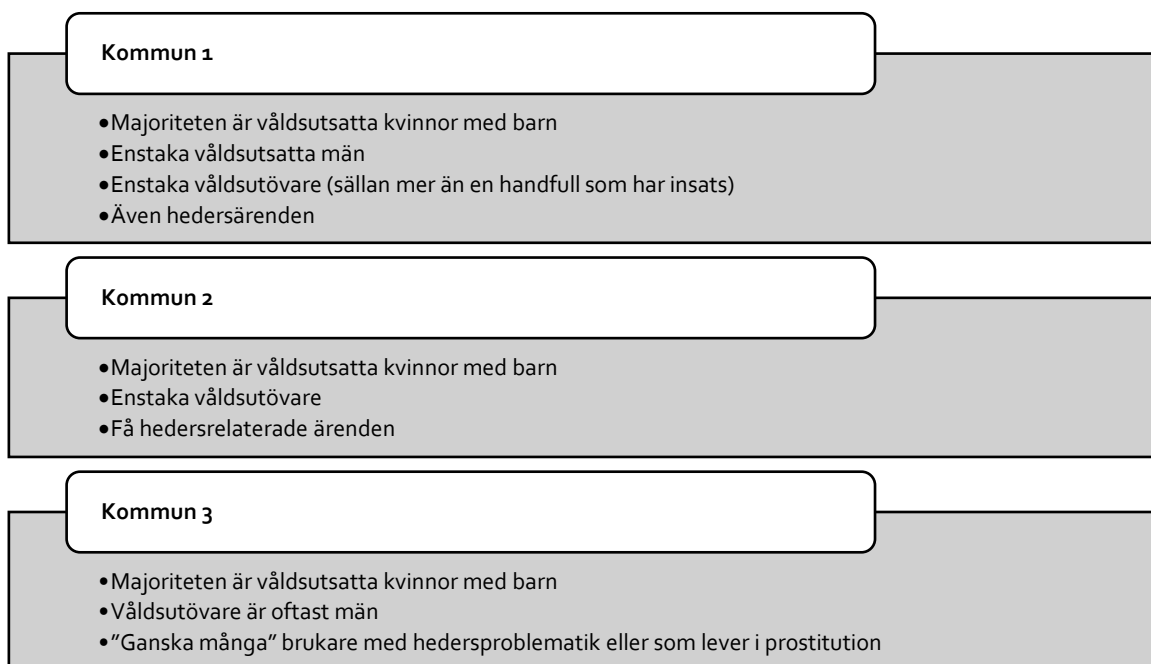 Kommun 1
•Majoriteten är våldsutsatta kvinnor med barn
•Enstaka våldsutsatta män
•Enstaka våldsutövare (sällan mer än en handfull som har insats)
•Även hedersärenden
Kommun 2
•Majoriteten är våldsutsatta kvinnor med barn
•Enstaka våldsutövare
•Få hedersrelaterade ärenden
Kommun 3
•Majoriteten är våldsutsatta kvinnor med barn
•Våldsutövare är oftast män
•”Ganska många” brukare med hedersproblematik eller som lever i prostitution